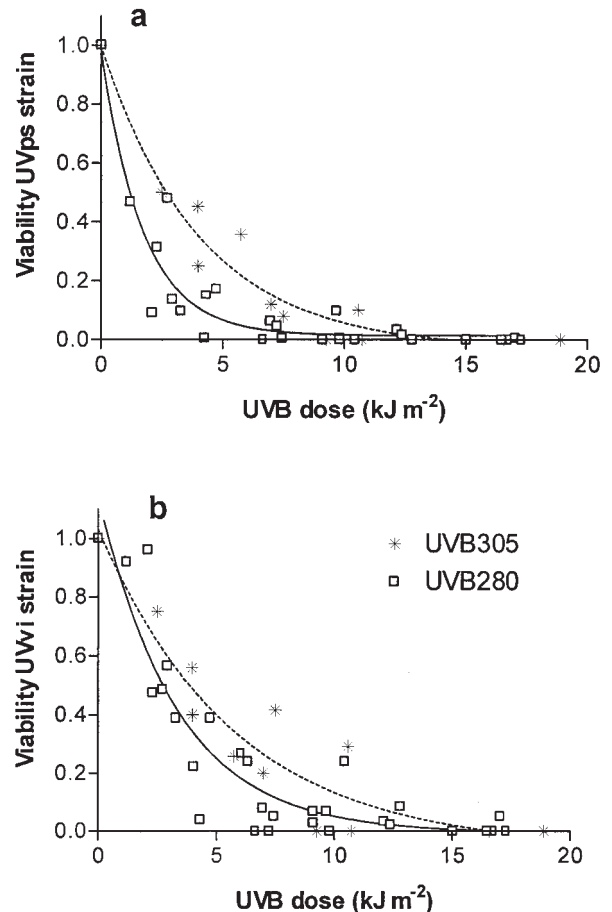 a
1.0
0.8
0.6
0.4
0.2
0.0
Viability UVps strain
0 5 10 15 20
UVB dose (kJ m-2)
b
1.0
0.8
0.6
0.4
0.2
0.0
Viability UWi strain
UVB305
UVB280
0 5 10 15 20
UVB dose (kJ m-2)